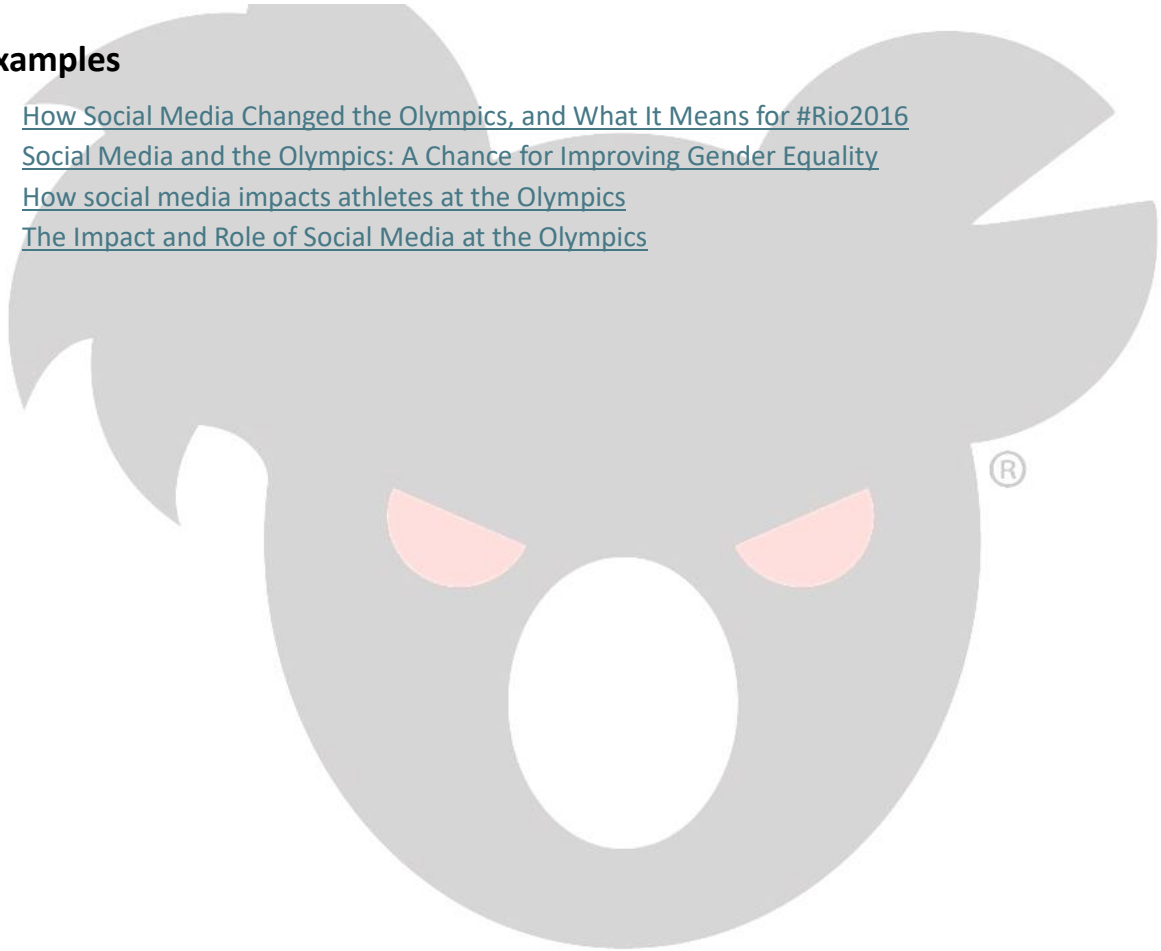 xamples
How Social Media Changed the Olympics, and What It Means for #Rio2016
Social Media and the Olympics: A Chance for Improving Gender Equality
How social media impacts athletes at the Olympics
The Impact and Role of Social Media at the Olympics
®